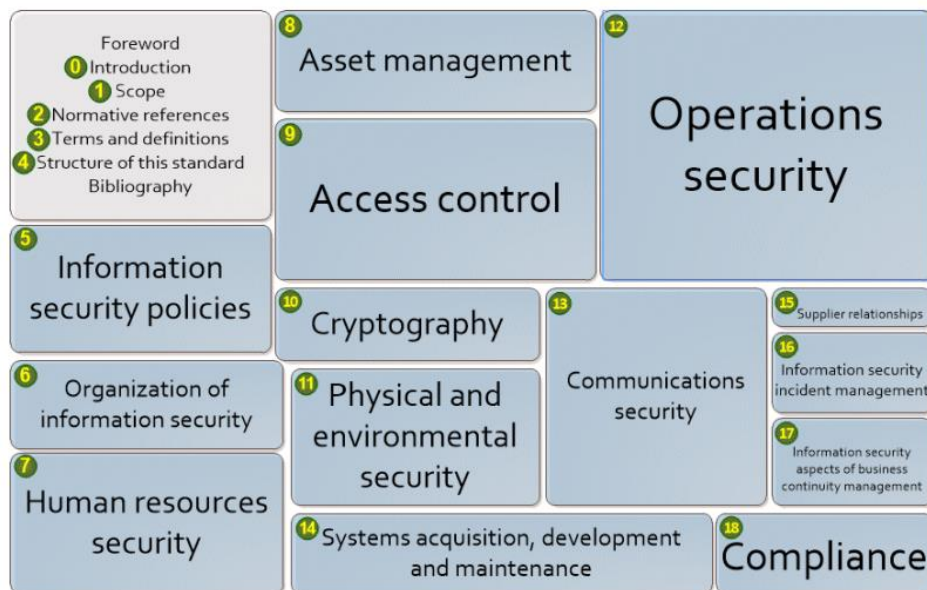 Foreword
0 Introduction
1 Scope
2 Normative references
3 Terms and definitions
4 Structure of this standard
Bibliography
5 Information
security policies
6 Organization of
information security
7 Human resources
security
8 Asset management
9 Access control
10 Cryptography
11 Physical and
environmental
security
12 Operations
security
13 Communications
security
14 Systems acquisition, development
and maintenance
15 Supplier relationships
16 Information security
incident management
17 Information security
aspects of business
continuity management
18 Compliance